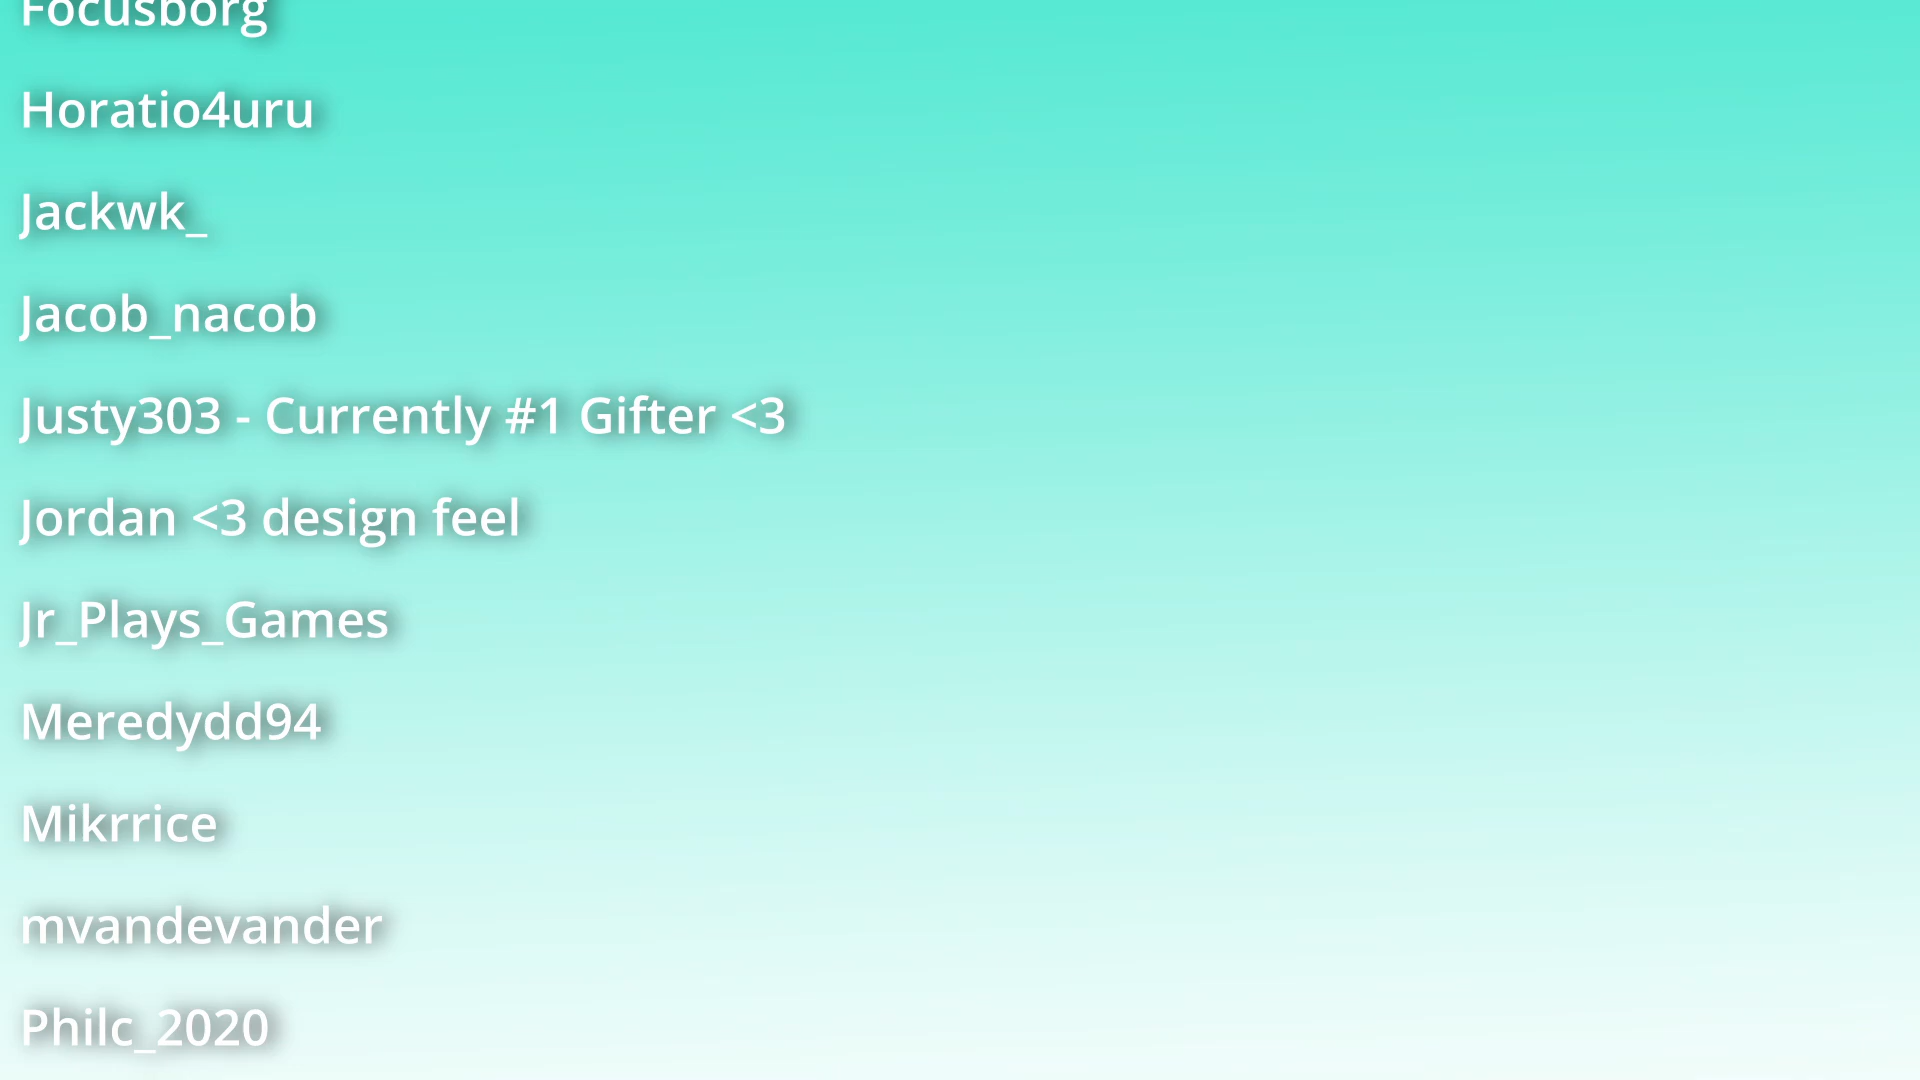 Focusborg
Horatio4uru
Jackwk_
Jacob_nacob
Justy303 - Currently #1 Gifter <3
Jordan <3 design feel
Jr_Plays_Games
Meredydd94
Mikrrice
mvandevander
Philc_2020